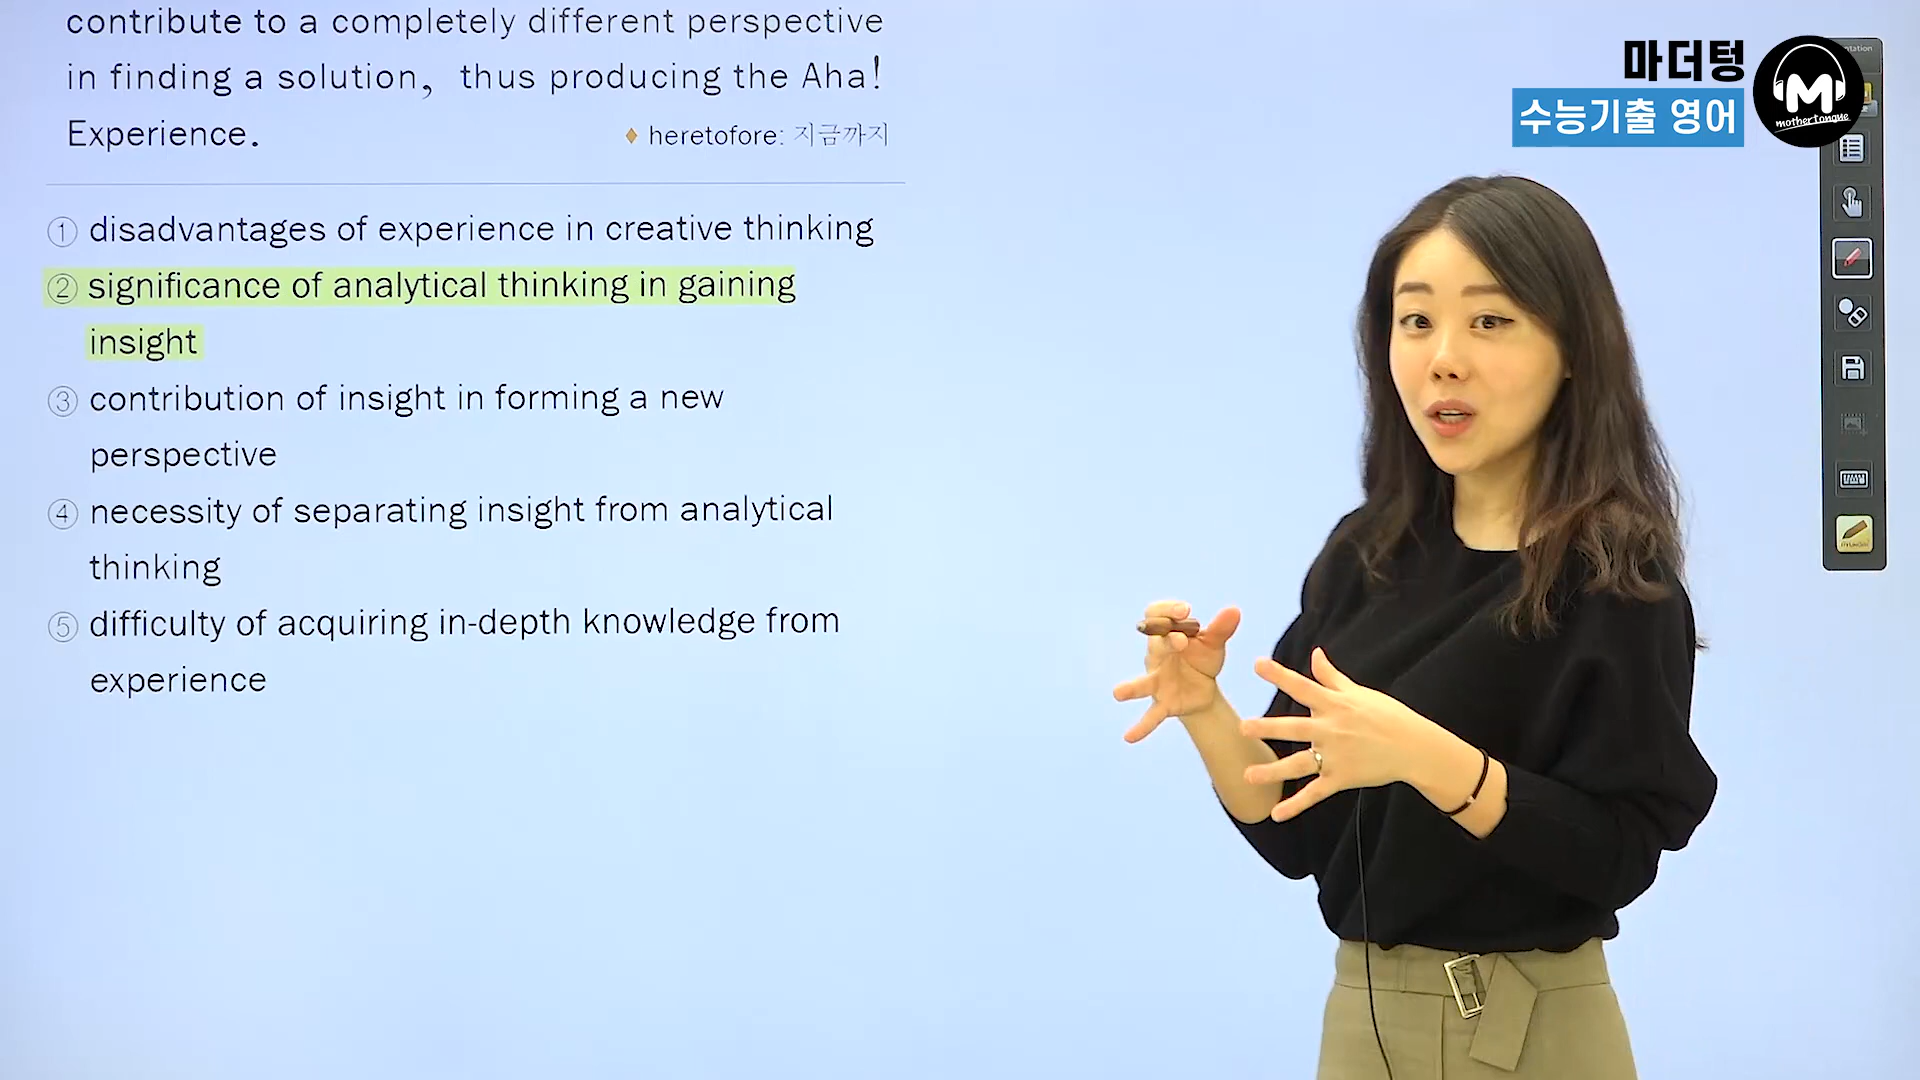 contribute to a completely different perspective
in finding a solution, thus producing the Aha!
Experience.
♦ heretofore: 지금까지
① disadvantages of experience in creative thinking
② significance of analytical thinking in gaining
insight
③ contribution of insight in forming a new
perspective
④ necessity of separating insight from analytical
thinking
⑤ difficulty of acquiring in-depth knowledge from
experience
마더텅
수능기출 영어
M
mothertongue